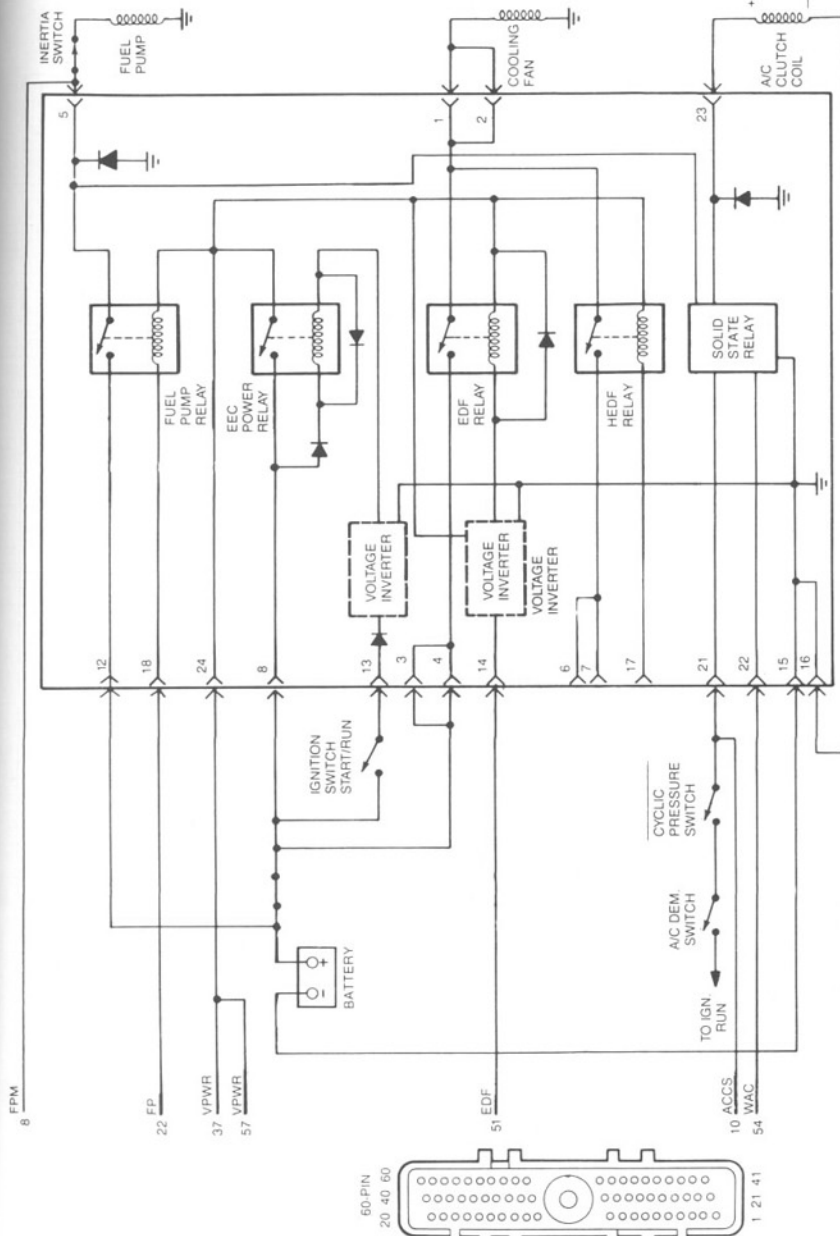 INERTIA
SWITCH
FUEL
PUMP
COOLING
FAN
A/C
CLUTCH
COIL
+
5
1
2
23
FUEL
PUMP
RELAY
EEC
POWER
RELAY
EDF
RELAY
HEDF
RELAY
SOLID
STATE
RELAY
VOLTAGE
INVERTER
VOLTAGE
INVERTER
VOLTAGE
INVERTER
12
18
24
8
13
3
4
14
6
7
17
21
22
15
16
IGNITION
SWITCH
START/RUN
CYCLIC
PRESSURE
SWITCH
A/C DEM.
SWITCH
TO IGN.
RUN
+
−
BATTERY
FPM
8
FP
22
VPWR
37
VPWR
57
EDF
51
ACCS
10
WAC
54
60-PIN
20 40 60
1 21 41